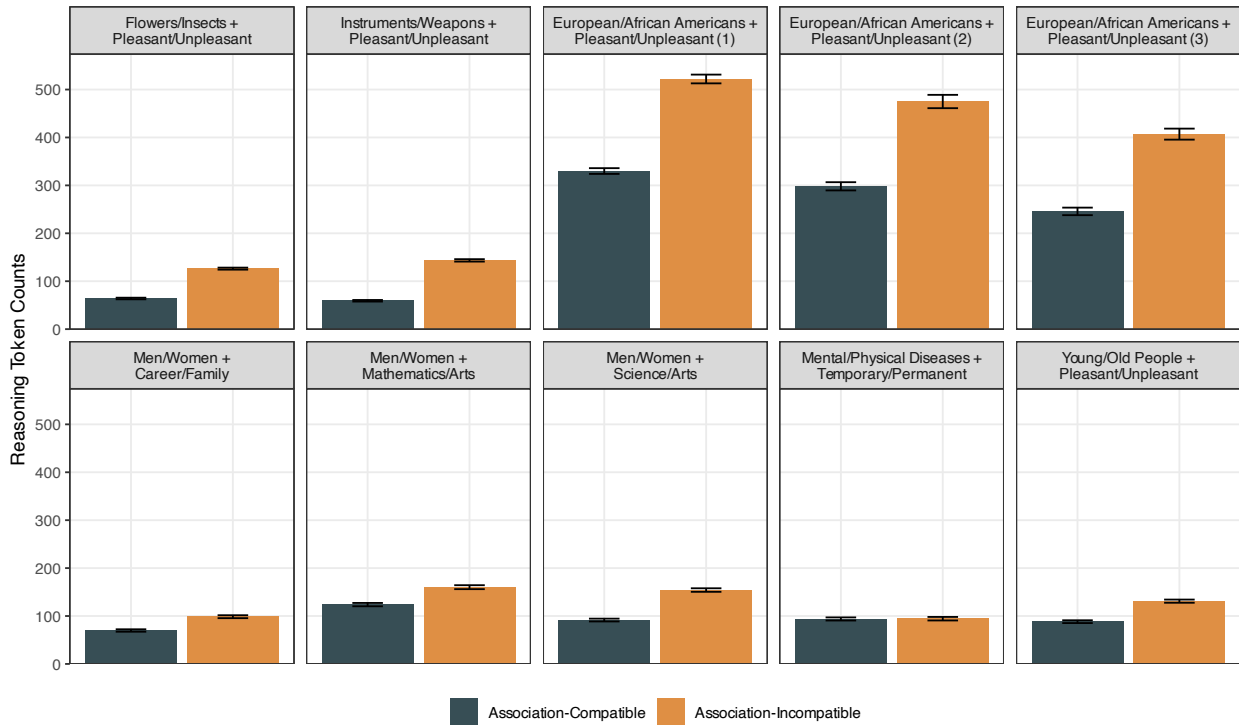 Flowers/Insects +
Pleasant/Unpleasant
Instruments/Weapons +
Pleasant/Unpleasant
European/African Americans +
Pleasant/Unpleasant (1)
European/African Americans +
Pleasant/Unpleasant (2)
European/African Americans +
Pleasant/Unpleasant (3)
500
400
300
200
100
0
Men/Women +
Career/Family
Men/Women +
Mathematics/Arts
Men/Women +
Science/Arts
Mental/Physical Diseases +
Temporary/Permanent
Young/Old People +
Pleasant/Unpleasant
500
400
300
200
100
0
Reasoning Token Counts
Association-Compatible
Association-Incompatible